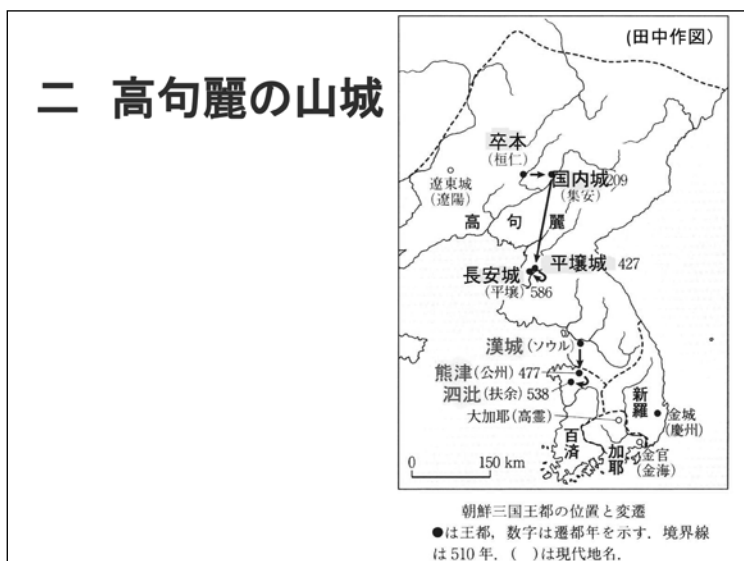 二 高句麗の山城
(田中作図)
卒本
(桓仁)
遼東城
(遼陽)
国内城209
(集安)
高句麗
平壌城 427
長安城
(平壌) 586
漢城(ソウル)
熊津(公州) 477
泗沘(扶余) 538
大加耶(高霊)
新羅
金城
(慶州)
百済
加耶
金官
(金海)
0 150 km
朝鮮三国王都の位置と変遷
●は王都,数字は遷都年を示す.境界線
は510年.( )は現代地名.